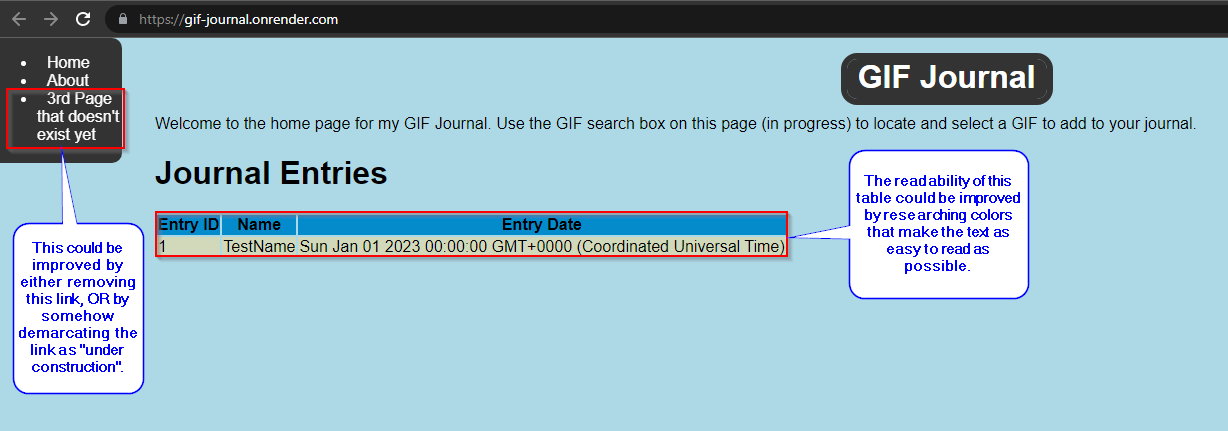 https://gif-journal.onrender.com
Home
About
3rd Page
that doesn't
exist yet
GIF Journal
Welcome to the home page for my GIF Journal. Use the GIF search box on this page (in progress) to locate and select a GIF to add to your journal.
Journal Entries
Entry ID Name Entry Date
1 TestName Sun Jan 01 2023 00:00:00 GMT+0000 (Coordinated Universal Time)
The readability of this
table could be improved
by researching colors
that make the text as
easy to read as
possible.
This could be
improved by
either removing
this link, OR by
somehow
demarcating the
link as "under
construction".